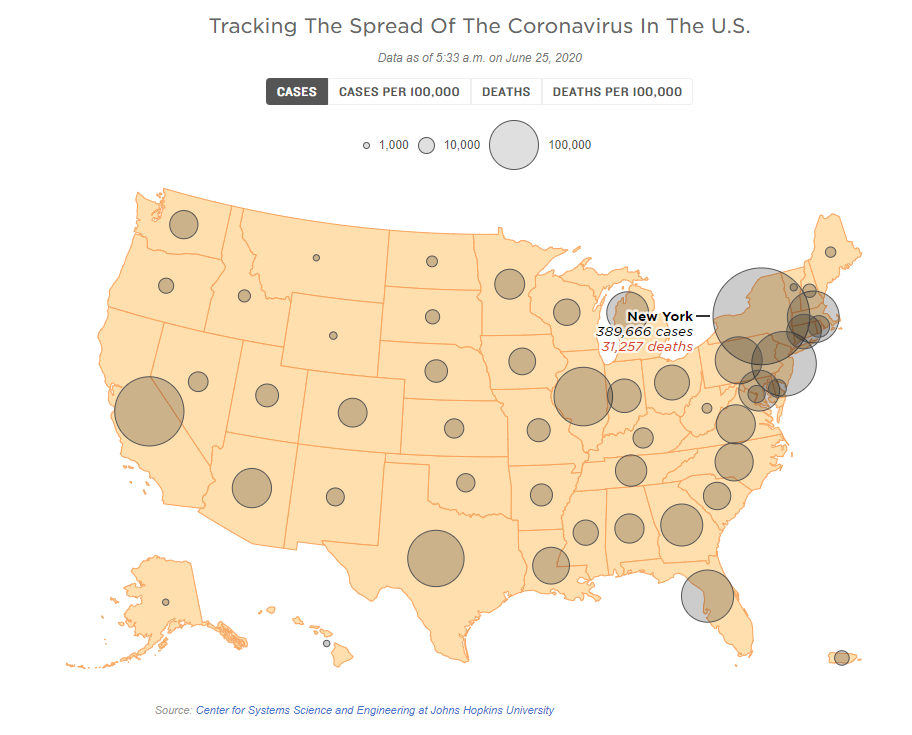 Tracking The Spread Of The Coronavirus In The U.S.
Data as of 5:33 a.m. on June 25, 2020
CASES CASES PER 100,000 DEATHS DEATHS PER 100,000
1,000 10,000 100,000
New York
389,666 cases
31,257 deaths
Source: Center for Systems Science and Engineering at Johns Hopkins University